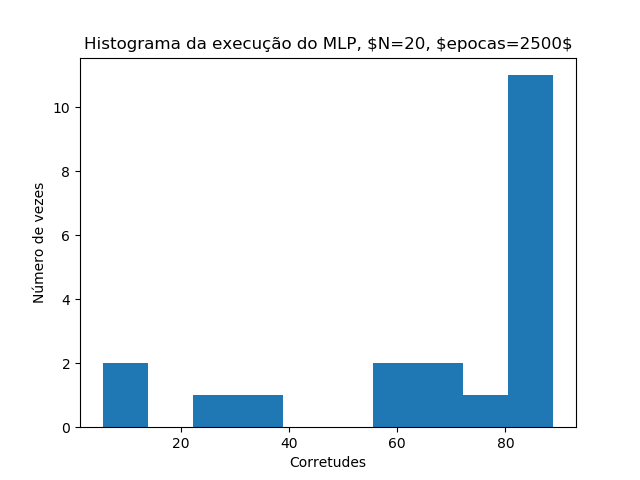 Histograma da execução do MLP, $N=20, $epocas=2500$
10
8
6
4
2
0
Número de vezes
20 40 60 80
Corretudes